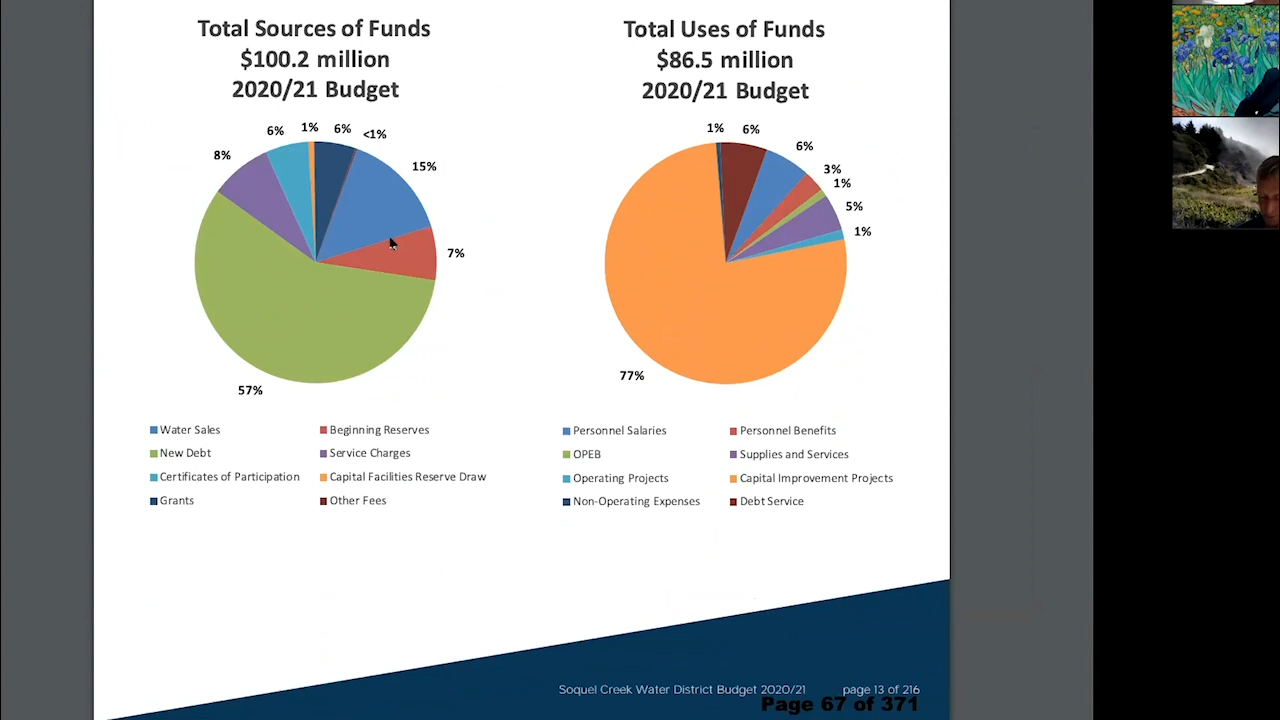 Total Sources of Funds
$100.2 million
2020/21 Budget
6%
1%
6%
<1%
8%
15%
7%
57%
Water Sales
Beginning Reserves
New Debt
Service Charges
Certificates of Participation
Capital Facilities Reserve Draw
Grants
Other Fees
Total Uses of Funds
$86.5 million
2020/21 Budget
1%
6%
6%
3%
1%
5%
1%
77%
Personnel Salaries
Personnel Benefits
OPEB
Supplies and Services
Operating Projects
Capital Improvement Projects
Non-Operating Expenses
Debt Service
Soquel Creek Water District Budget 2020/21 page 13 of 216
Page 67 of 371